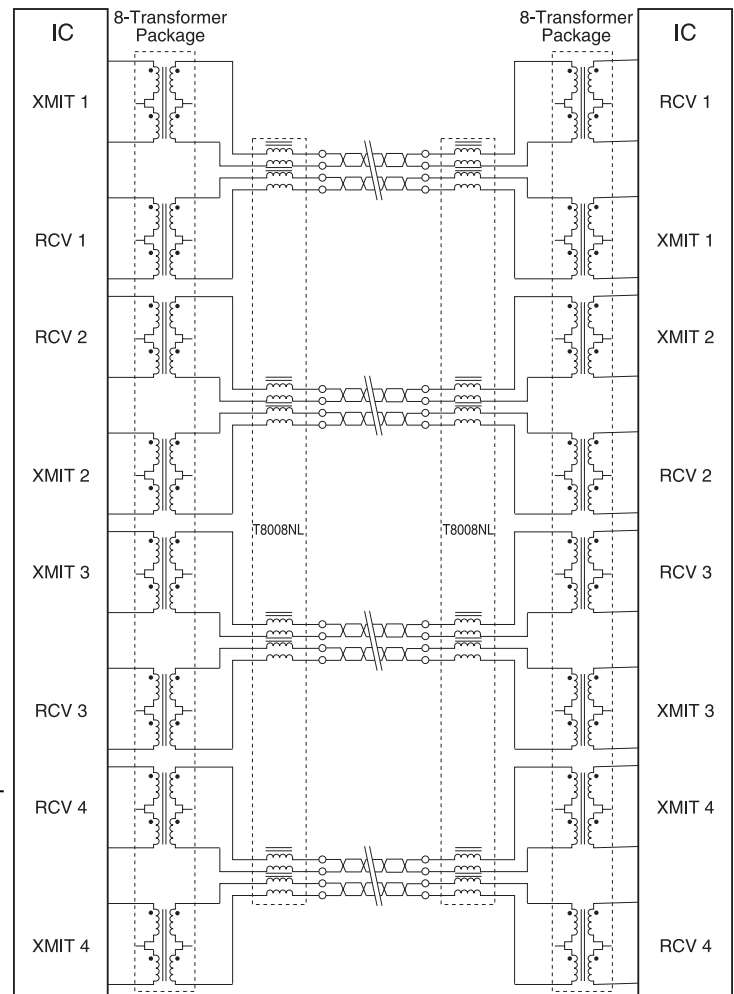 8-Transformer
Package
8-Transformer
Package
IC
IC
XMIT 1
RCV 1
RCV 1
XMIT 1
RCV 2
XMIT 2
XMIT 2
RCV 2
T8008NL
T8008NL
XMIT 3
RCV 3
RCV 3
XMIT 3
RCV 4
XMIT 4
XMIT 4
RCV 4